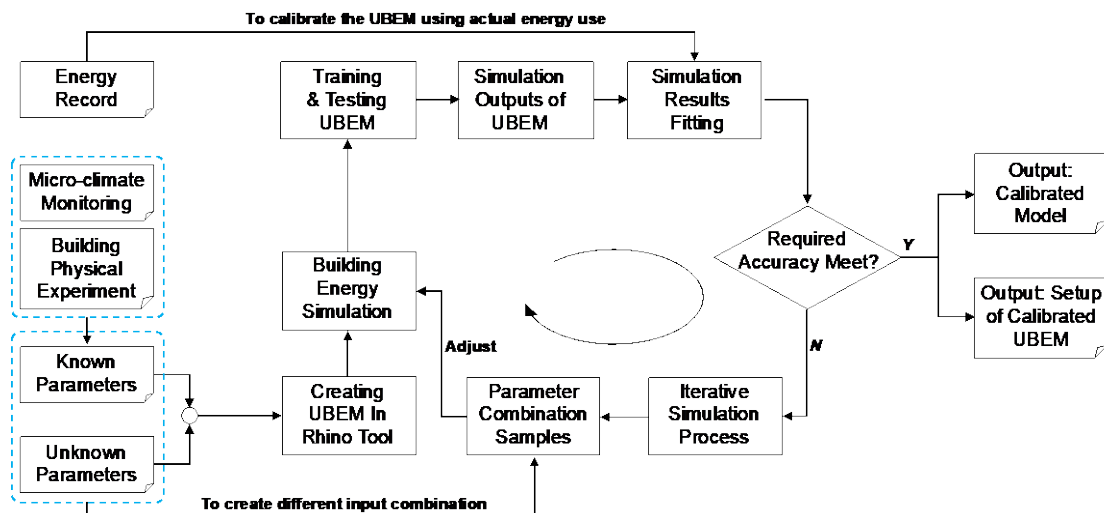 To calibrate the UBEM using actual energy use
Energy
Record
Training
& Testing
UBEM
Simulation
Outputs of
UBEM
Simulation
Results
Fitting
Micro-climate
Monitoring
Building
Physical
Experiment
Building
Energy
Simulation
Required
Accuracy Meet?
Y
N
Output:
Calibrated
Model
Output: Setup
of Calibrated
UBEM
Adjust
Known
Parameters
Unknown
Parameters
Creating
UBEM In
Rhino Tool
Parameter
Combination
Samples
Iterative
Simulation
Process
To create different input combination